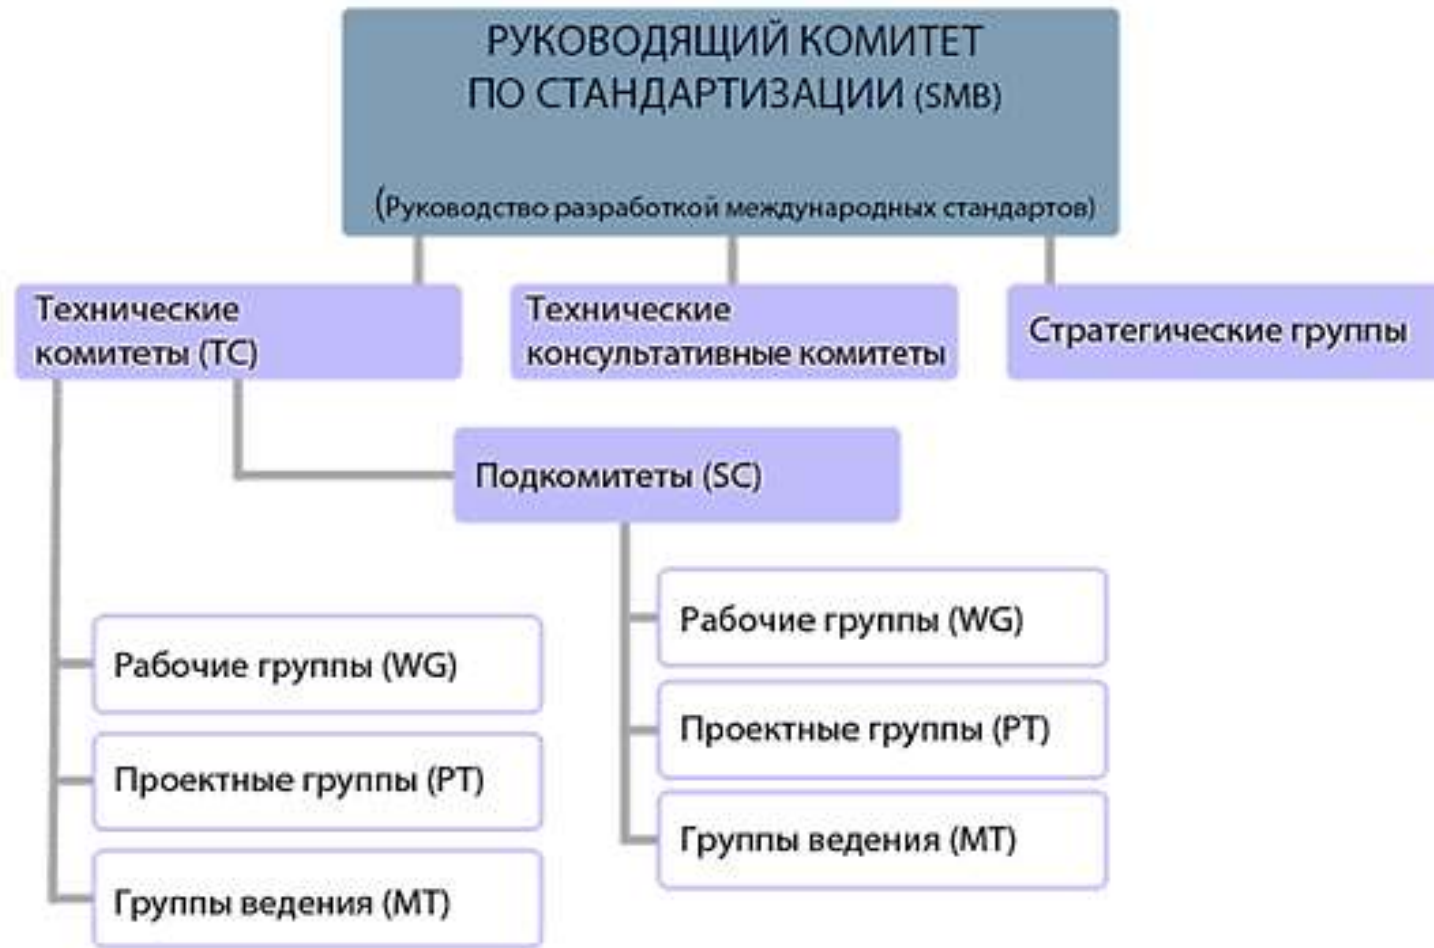 РУКОВОДЯЩИЙ КОМИТЕТ
ПО СТАНДАРТИЗАЦИИ (SMB)
(Руководство разработкой международных стандартов)
Технические
комитеты (TC)
Технические
консультативные комитеты
Стратегические группы
Подкомитеты (SC)
Рабочие группы (WG)
Проектные группы (PT)
Группы ведения (MT)
Рабочие группы (WG)
Проектные группы (PT)
Группы ведения (MT)